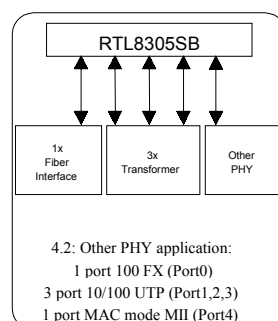 RTL8305SB
1x
Fiber
Interface
3x
Transformer
Other
PHY
4.2: Other PHY application:
1 port 100 FX (Port0)
3 port 10/100 UTP (Port1,2,3)
1 port MAC mode MII (Port4)